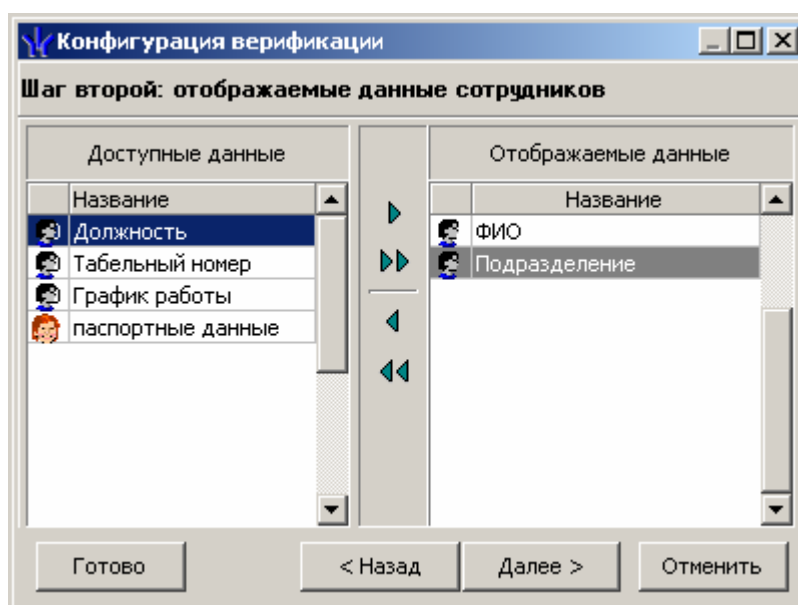 Конфигурация верификации
Шаг второй: отображаемые данные сотрудников
Доступные данные
Название
Должность
Табельный номер
График работы
паспортные данные
Отображаемые данные
Название
ФИО
Подразделение
Готово
< Назад
Далее >
Отменить